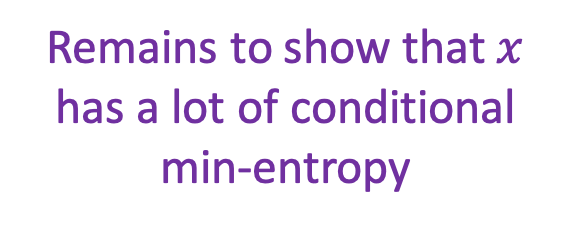 Remains to show that x
has a lot of conditional
min-entropy